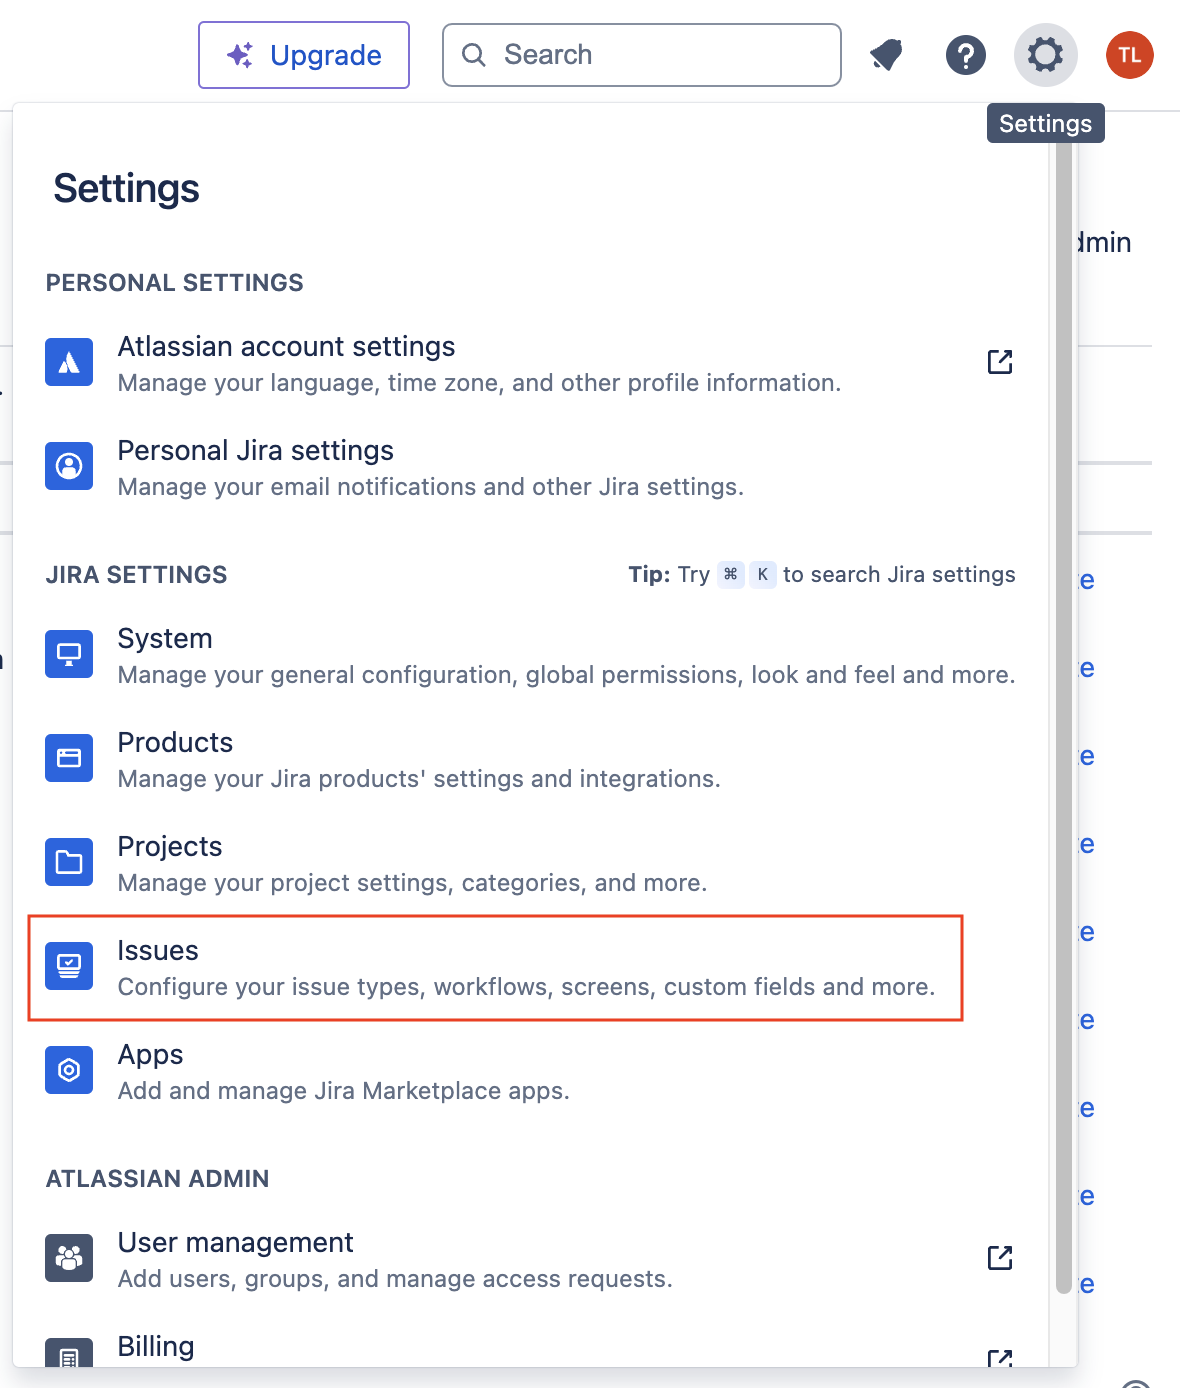 Upgrade
Search
TL
Settings
Settings
dmin
PERSONAL SETTINGS
Atlassian account settings
Manage your language, time zone, and other profile information.
Personal Jira settings
Manage your email notifications and other Jira settings.
JIRA SETTINGS
Tip: Try ⌘ K to search Jira settings
System
Manage your general configuration, global permissions, look and feel and more.
Products
Manage your Jira products' settings and integrations.
Projects
Manage your project settings, categories, and more.
Issues
Configure your issue types, workflows, screens, custom fields and more.
Apps
Add and manage Jira Marketplace apps.
ATLASSIAN ADMIN
User management
Add users, groups, and manage access requests.
Billing